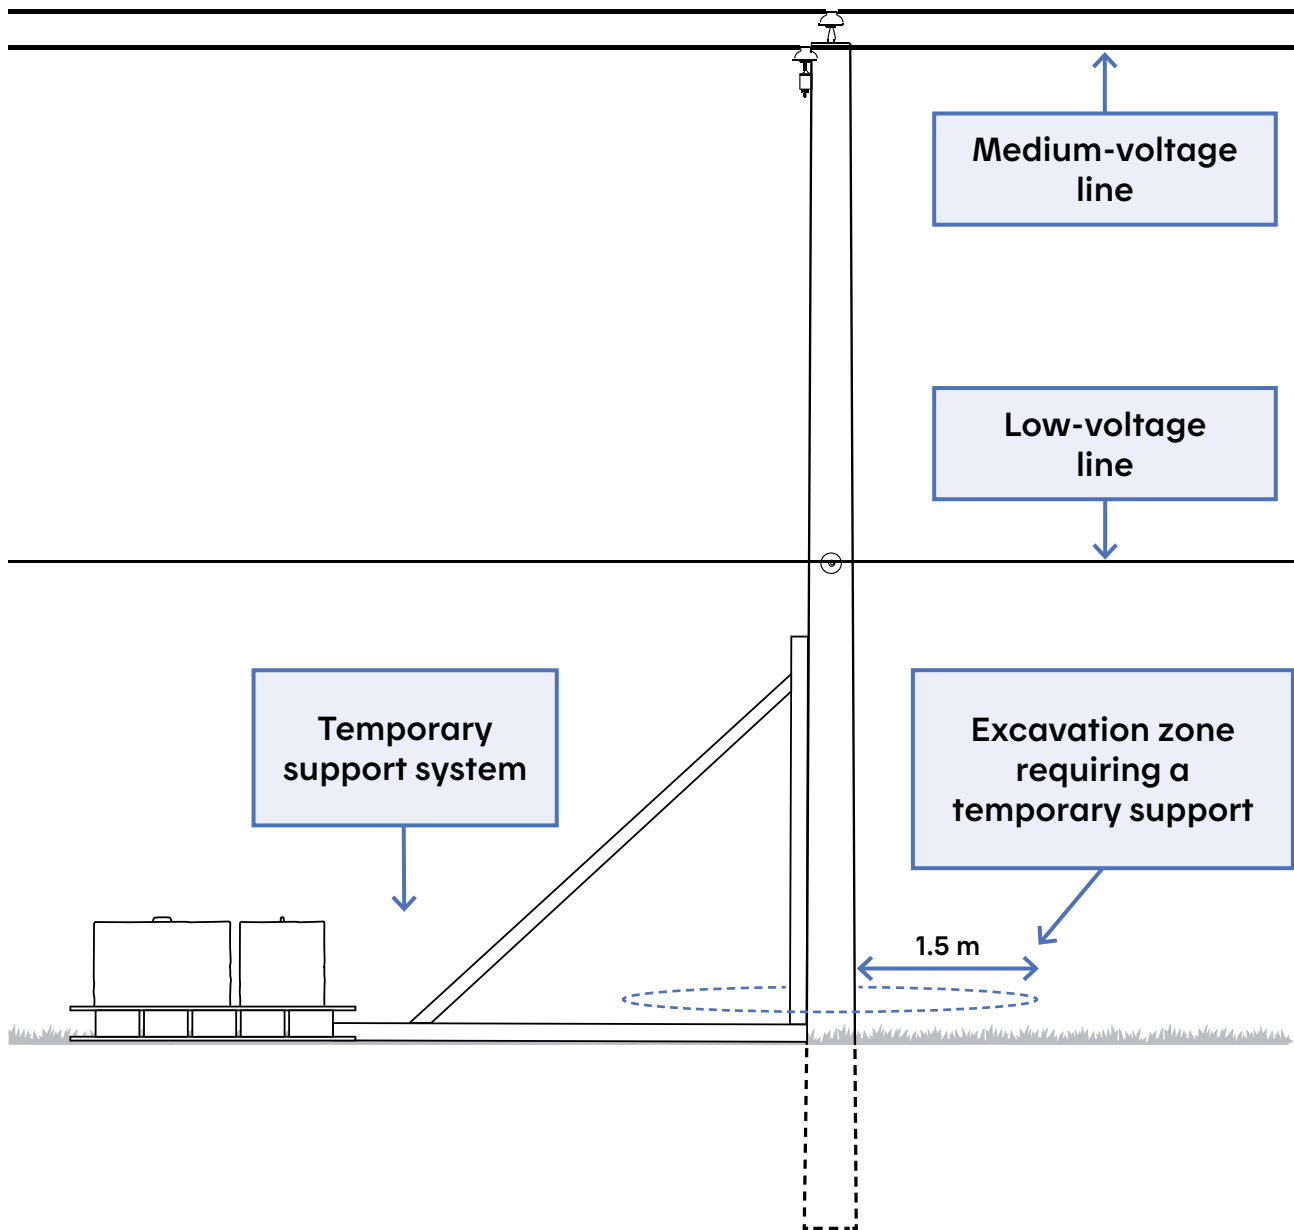 Medium-voltage
line
Low-voltage
line
Temporary
support system
Excavation zone
requiring a
temporary support
1.5 m